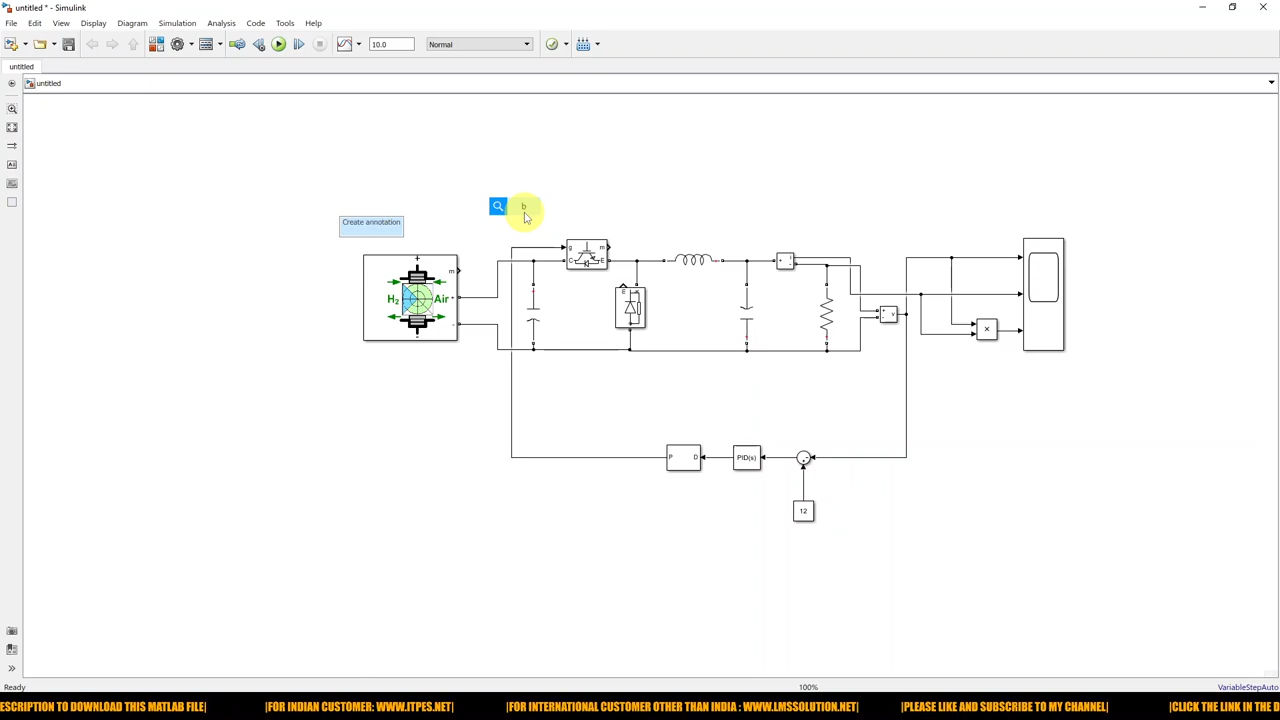 untitled * - Simulink
File Edit View Display Diagram Simulation Analysis Code Tools Help
10.0 Normal
untitled
untitled
b
Create annotation
g m
C E
m
H₂ Air
+
-
E
+ i
-
+ v
-
×
P D
PID(s)
12
Ready
100%
VariableStepAuto
ESCRIPTION TO DOWNLOAD THIS MATLAB FILE| |FOR INDIAN CUSTOMER: WWW.ITPES.NET| |FOR INTERNATIONAL CUSTOMER OTHER THAN INDIA : WWW.LMSSOLUTION.NET| |PLEASE LIKE AND SUBSCRIBE TO MY CHANNEL| |CLICK THE LINK IN THE D